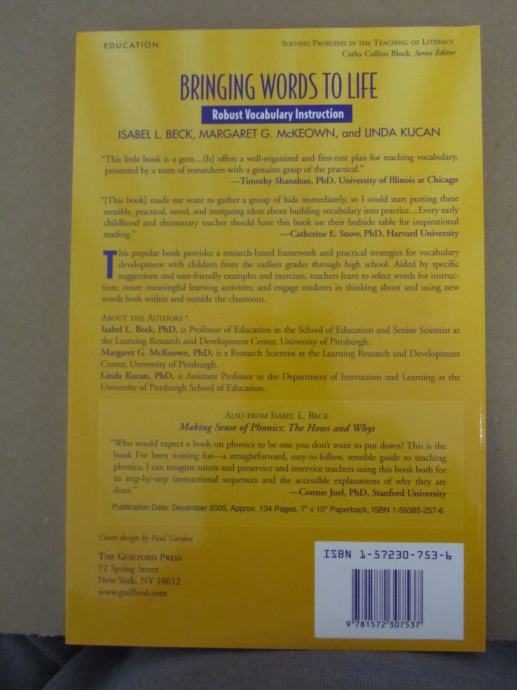 EDUCATION
SOLVING PROBLEMS IN THE TEACHING OF LITERACY
Cathy Collins Block, Series Editor
BRINGING WORDS TO LIFE
Robust Vocabulary Instruction
ISABEL L. BECK, MARGARET G. McKEOWN, and LINDA KUCAN
"This little book is a gem....[It] offers a well-organized and first-rate plan for teaching vocabulary,
presented by a team of researchers with a genuine grasp of the practical."
—Timothy Shanahan, PhD, University of Illinois at Chicago
"[This book] made me want to gather a group of kids immediately, so I could start putting these
sensible, practical, novel, and intriguing ideas about building vocabulary into practice....Every early
childhood and elementary teacher should have this book on their bedside table for inspirational
reading."
—Catherine E. Snow, PhD, Harvard University
This popular book provides a research-based framework and practical strategies for vocabulary
development with children from the earliest grades through high school. Aided by specific
suggestions and user-friendly examples and exercises, teachers learn to select words for instruc-
tion; create meaningful learning activities; and engage students in thinking about and using new
words both within and outside the classroom.
ABOUT THE AUTHORS
Isabel L. Beck, PhD, is Professor of Education in the School of Education and Senior Scientist at
the Learning Research and Development Center, University of Pittsburgh.
Margaret G. McKeown, PhD, is a Research Scientist at the Learning Research and Development
Center, University of Pittsburgh.
Linda Kucan, PhD, is Assistant Professor in the Department of Instruction and Learning at the
University of Pittsburgh School of Education.
ALSO FROM ISABEL L. BECK
Making Sense of Phonics: The Hows and Whys
"Who would expect a book on phonics to be one you don't want to put down? This is the
book I've been waiting for—a straightforward, easy-to-follow, sensible guide to teaching
phonics. I can imagine tutors and preservice and inservice teachers using this book both for
its step-by-step instructional sequences and the accessible explanations of why they are
done."
—Connie Juel, PhD, Stanford University
Publication Date: December 2005, Approx. 134 Pages, 7" x 10" Paperback, ISBN 1-59385-257-6
Cover design by Paul Gordon
THE GUILFORD PRESS
72 Spring Street
New York, NY 10012
www.guilford.com
ISBN 1-57230-753-6
9 781572 307537